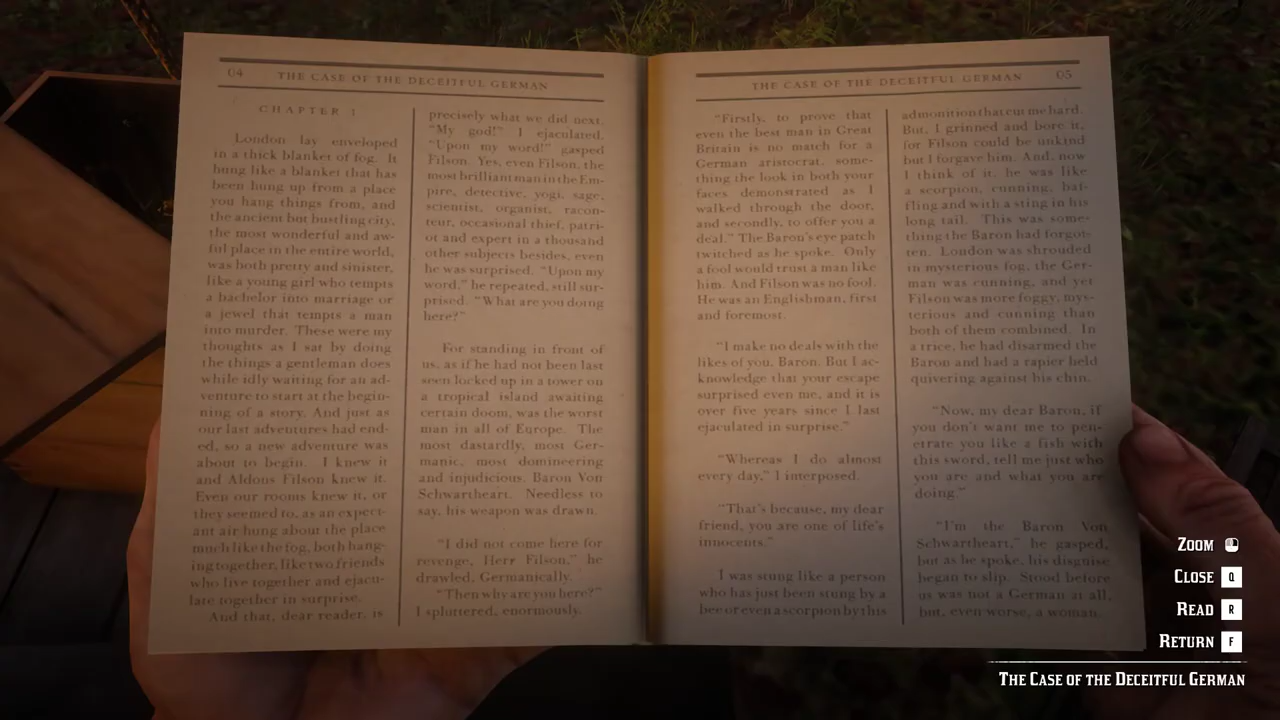 04 THE CASE OF THE DECEITFUL GERMAN
CHAPTER 1
London lay enveloped
in a thick blanket of fog. It
hung like a blanket that has
been hung up from a place
you hang things from, and
the ancient but bustling city,
the most wonderful and aw-
ful place in the entire world,
was both pretty and sinister,
like a young girl who tempts
a bachelor into marriage or
a jewel that tempts a man
into murder. These were my
thoughts as I sat by doing
the things a gentleman does
while idly waiting for an ad-
venture to start at the begin-
ning of a story. And just as
our last adventures had end-
ed, so a new adventure was
about to begin. I knew it
and Aldous Filson knew it.
Even our rooms knew it, or
they seemed to, as an expect-
ant air hung about the place
much like the fog, both hang-
ing together, like two friends
who live together and ejacu-
late together in surprise.
And that, dear reader, is
precisely what we did next.
"My god!" I ejaculated.
"Upon my word!" gasped
Filson. Yes, even Filson, the
most brilliant man in the Em-
pire, detective, yogi, sage,
scientist, organist, racon-
teur, occasional thief, patri-
ot and expert in a thousand
other subjects besides, even
he was surprised. "Upon my
word," he repeated, still sur-
prised. "What are you doing
here?"
For standing in front of
us, as if he had not been last
seen locked up in a tower on
a tropical island awaiting
certain doom, was the worst
man in all of Europe. The
most dastardly, most Ger-
manic, most domineering
and injudicious, Baron Von
Schwartheart. Needless to
say, his weapon was drawn.
"I did not come here for
revenge, Herr Filson," he
drawled, Germanically.
"Then why are you here?"
I spluttered, enormously.
THE CASE OF THE DECEITFUL GERMAN 05
"Firstly, to prove that
even the best man in Great
Britain is no match for a
German aristocrat, some-
thing the look in both your
faces demonstrated as I
walked through the door,
and secondly, to offer you a
deal." The Baron's eye patch
twitched as he spoke. Only
a fool would trust a man like
him. And Filson was no fool.
He was an Englishman, first
and foremost.
"I make no deals with the
likes of you, Baron. But I ac-
knowledge that your escape
surprised even me, and it is
over five years since I last
ejaculated in surprise."
"Whereas I do almost
every day," I interposed.
"That's because, my dear
friend, you are one of life's
innocents."
I was stung like a person
who has just been stung by a
bee or even a scorpion by this
admonition that cut me hard.
But, I grinned and bore it,
for Filson could be unkind
but I forgave him. And, now
I think of it, he was like
a scorpion, cunning, baf-
fling and with a sting in his
long tail. This was some-
thing the Baron had forgot-
ten. London was shrouded
in mysterious fog, the Ger-
man was cunning, and yet
Filson was more foggy, mys-
terious and cunning than
both of them combined. In
a trice, he had disarmed the
Baron and had a rapier held
quivering against his chin.
"Now, my dear Baron, if
you don't want me to pen-
etrate you like a fish with
this sword, tell me just who
you are and what you are
doing."
"I'm the Baron Von
Schwartheart," he gasped,
but as he spoke, his disguise
began to slip. Stood before
us was not a German at all,
but, even worse, a woman.
ZOOM
CLOSE Q
READ R
RETURN F
THE CASE OF THE DECEITFUL GERMAN